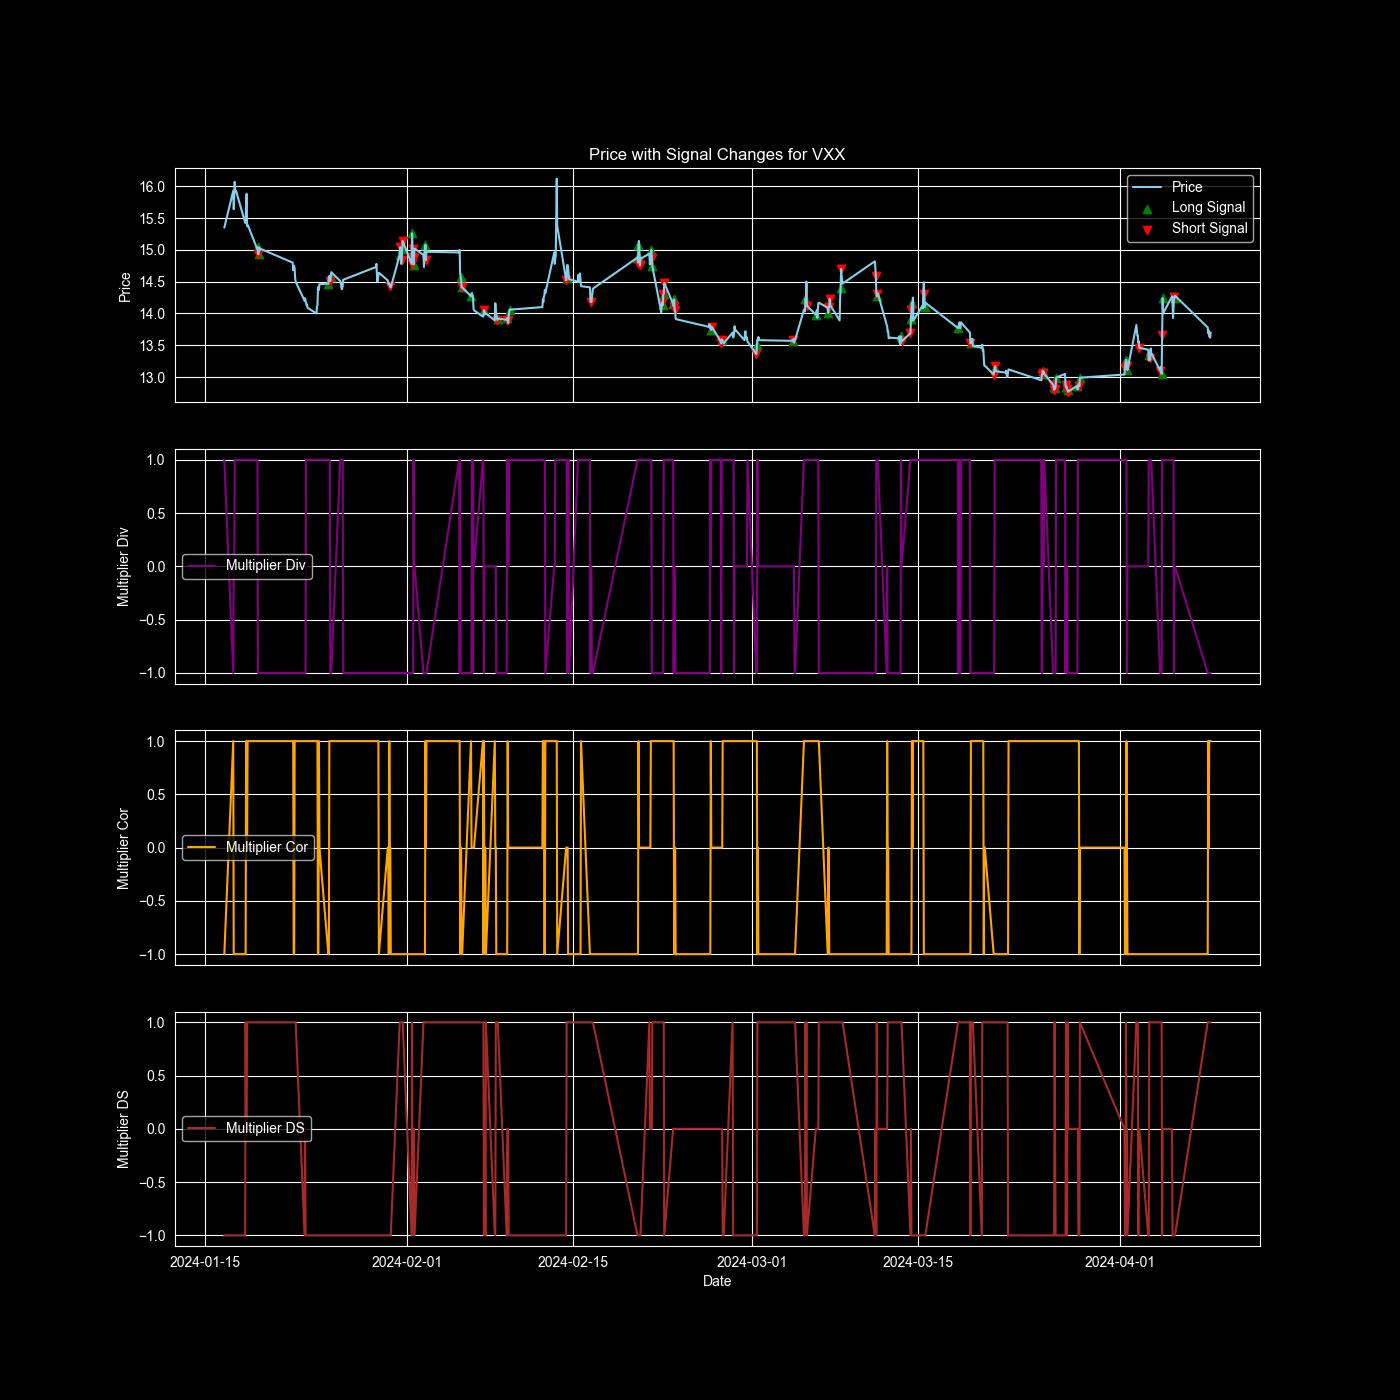 Price with Signal Changes for VXX
Price
16.0
15.5
15.0
14.5
14.0
13.5
13.0
Price
Long Signal
Short Signal
Multiplier Div
1.0
0.5
0.0
−0.5
−1.0
Multiplier Div
Multiplier Cor
1.0
0.5
0.0
−0.5
−1.0
Multiplier Cor
Multiplier DS
1.0
0.5
0.0
−0.5
−1.0
Multiplier DS
2024-01-15 2024-02-01 2024-02-15 2024-03-01 2024-03-15 2024-04-01
Date